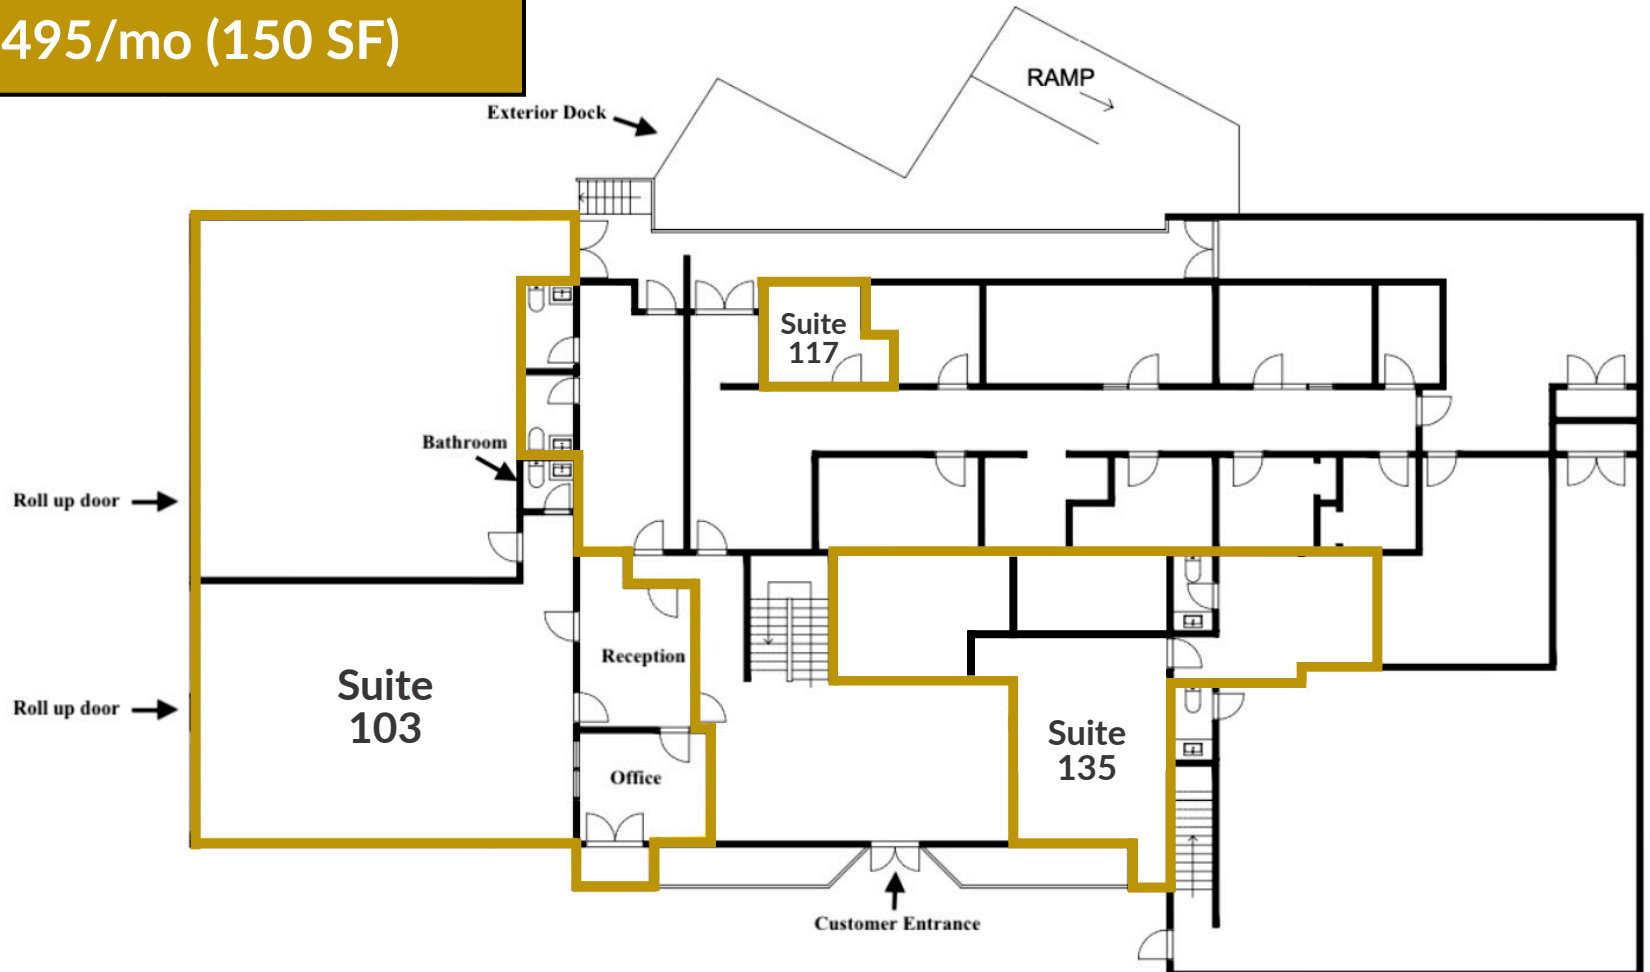 495/mo (150 SF)
RAMP
Exterior Dock
Suite
117
Bathroom
Roll up door
Reception
Suite
103
Roll up door
Suite
135
Office
Customer Entrance